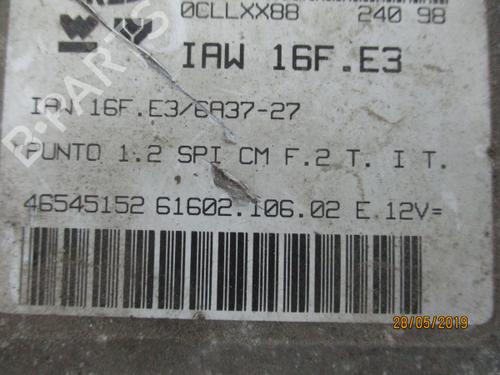 0CLLXX88 240 98
IAW 16F.E3
IAW 16F.E3/6A37-27
PUNTO 1.2 SPI CM F.2 T. I T.
46545152 61602.106.02 E 12V=
28/05/2019
B-PARTS